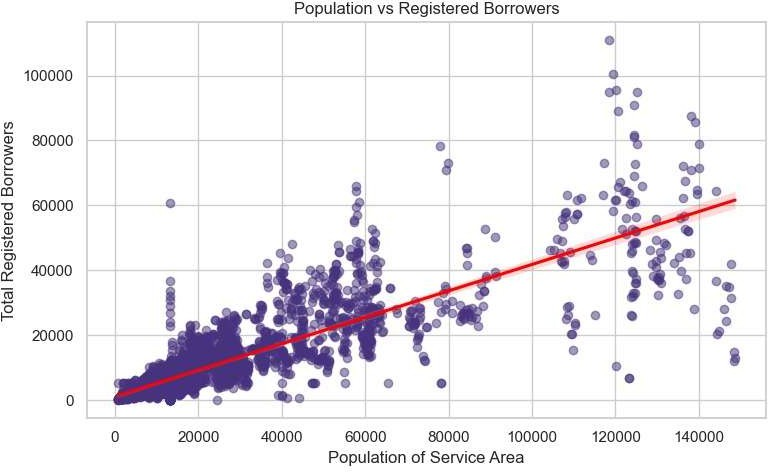 Population vs Registered Borrowers
Total Registered Borrowers
100000
80000
60000
40000
20000
0
0 20000 40000 60000 80000 100000 120000 140000
Population of Service Area